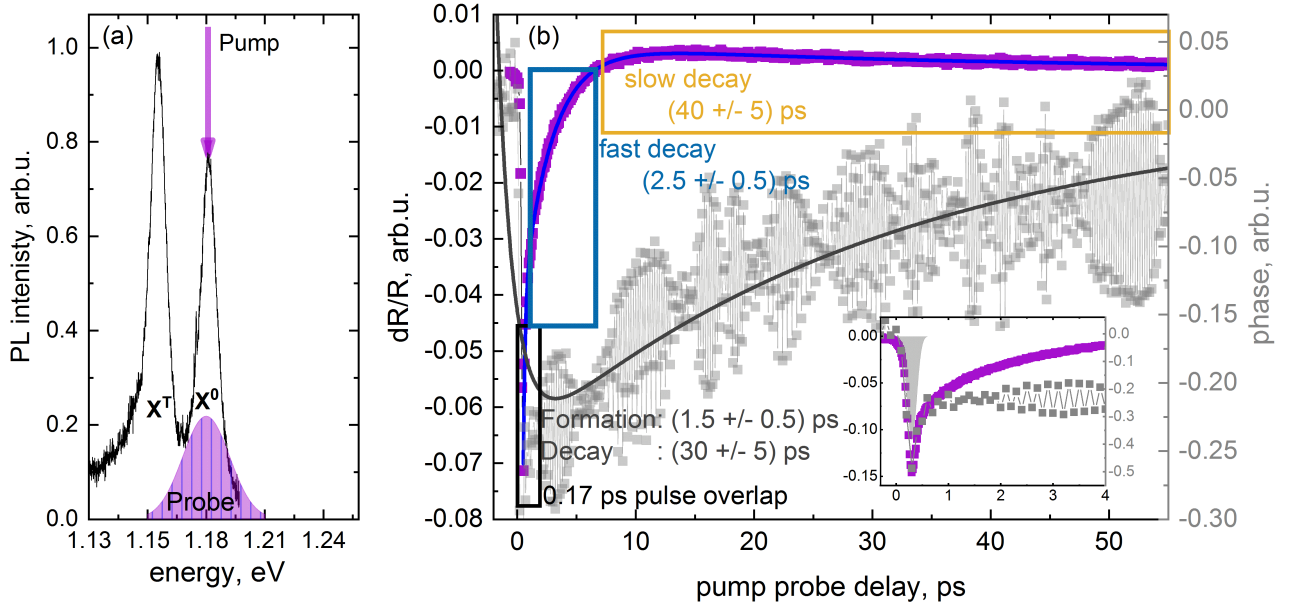 (a)
Pump
1.0
0.8
0.6
0.4
0.2
0.0
PL intenisty, arb.u.
Xᵀ
X⁰
Probe
1.13
1.15
1.18
1.21
1.24
energy, eV
(b)
0.01
0.00
-0.01
-0.02
-0.03
-0.04
-0.05
-0.06
-0.07
-0.08
dR/R, arb.u.
slow decay
(40 +/- 5) ps
fast decay
(2.5 +/- 0.5) ps
Formation: (1.5 +/- 0.5) ps
Decay : (30 +/- 5) ps
0.17 ps pulse overlap
0.00
-0.05
-0.10
-0.15
0
1
2
3
4
0.0
-0.1
-0.2
-0.3
-0.4
-0.5
0
10
20
30
40
50
pump probe delay, ps
0.05
0.00
-0.05
-0.10
-0.15
-0.20
-0.25
-0.30
phase, arb.u.